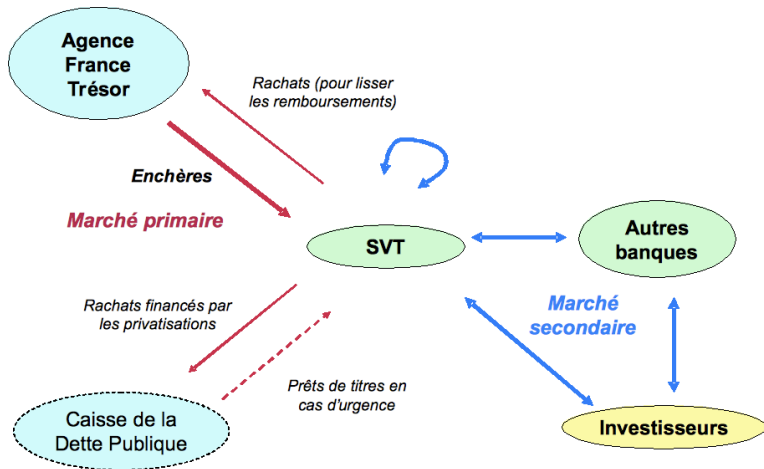 Agence
France
Trésor
Rachats (pour lisser
les remboursements)
Enchères
Marché primaire
SVT
Autres
banques
Rachats financés par
les privatisations
Marché
secondaire
Prêts de titres en
cas d'urgence
Caisse de la
Dette Publique
Investisseurs